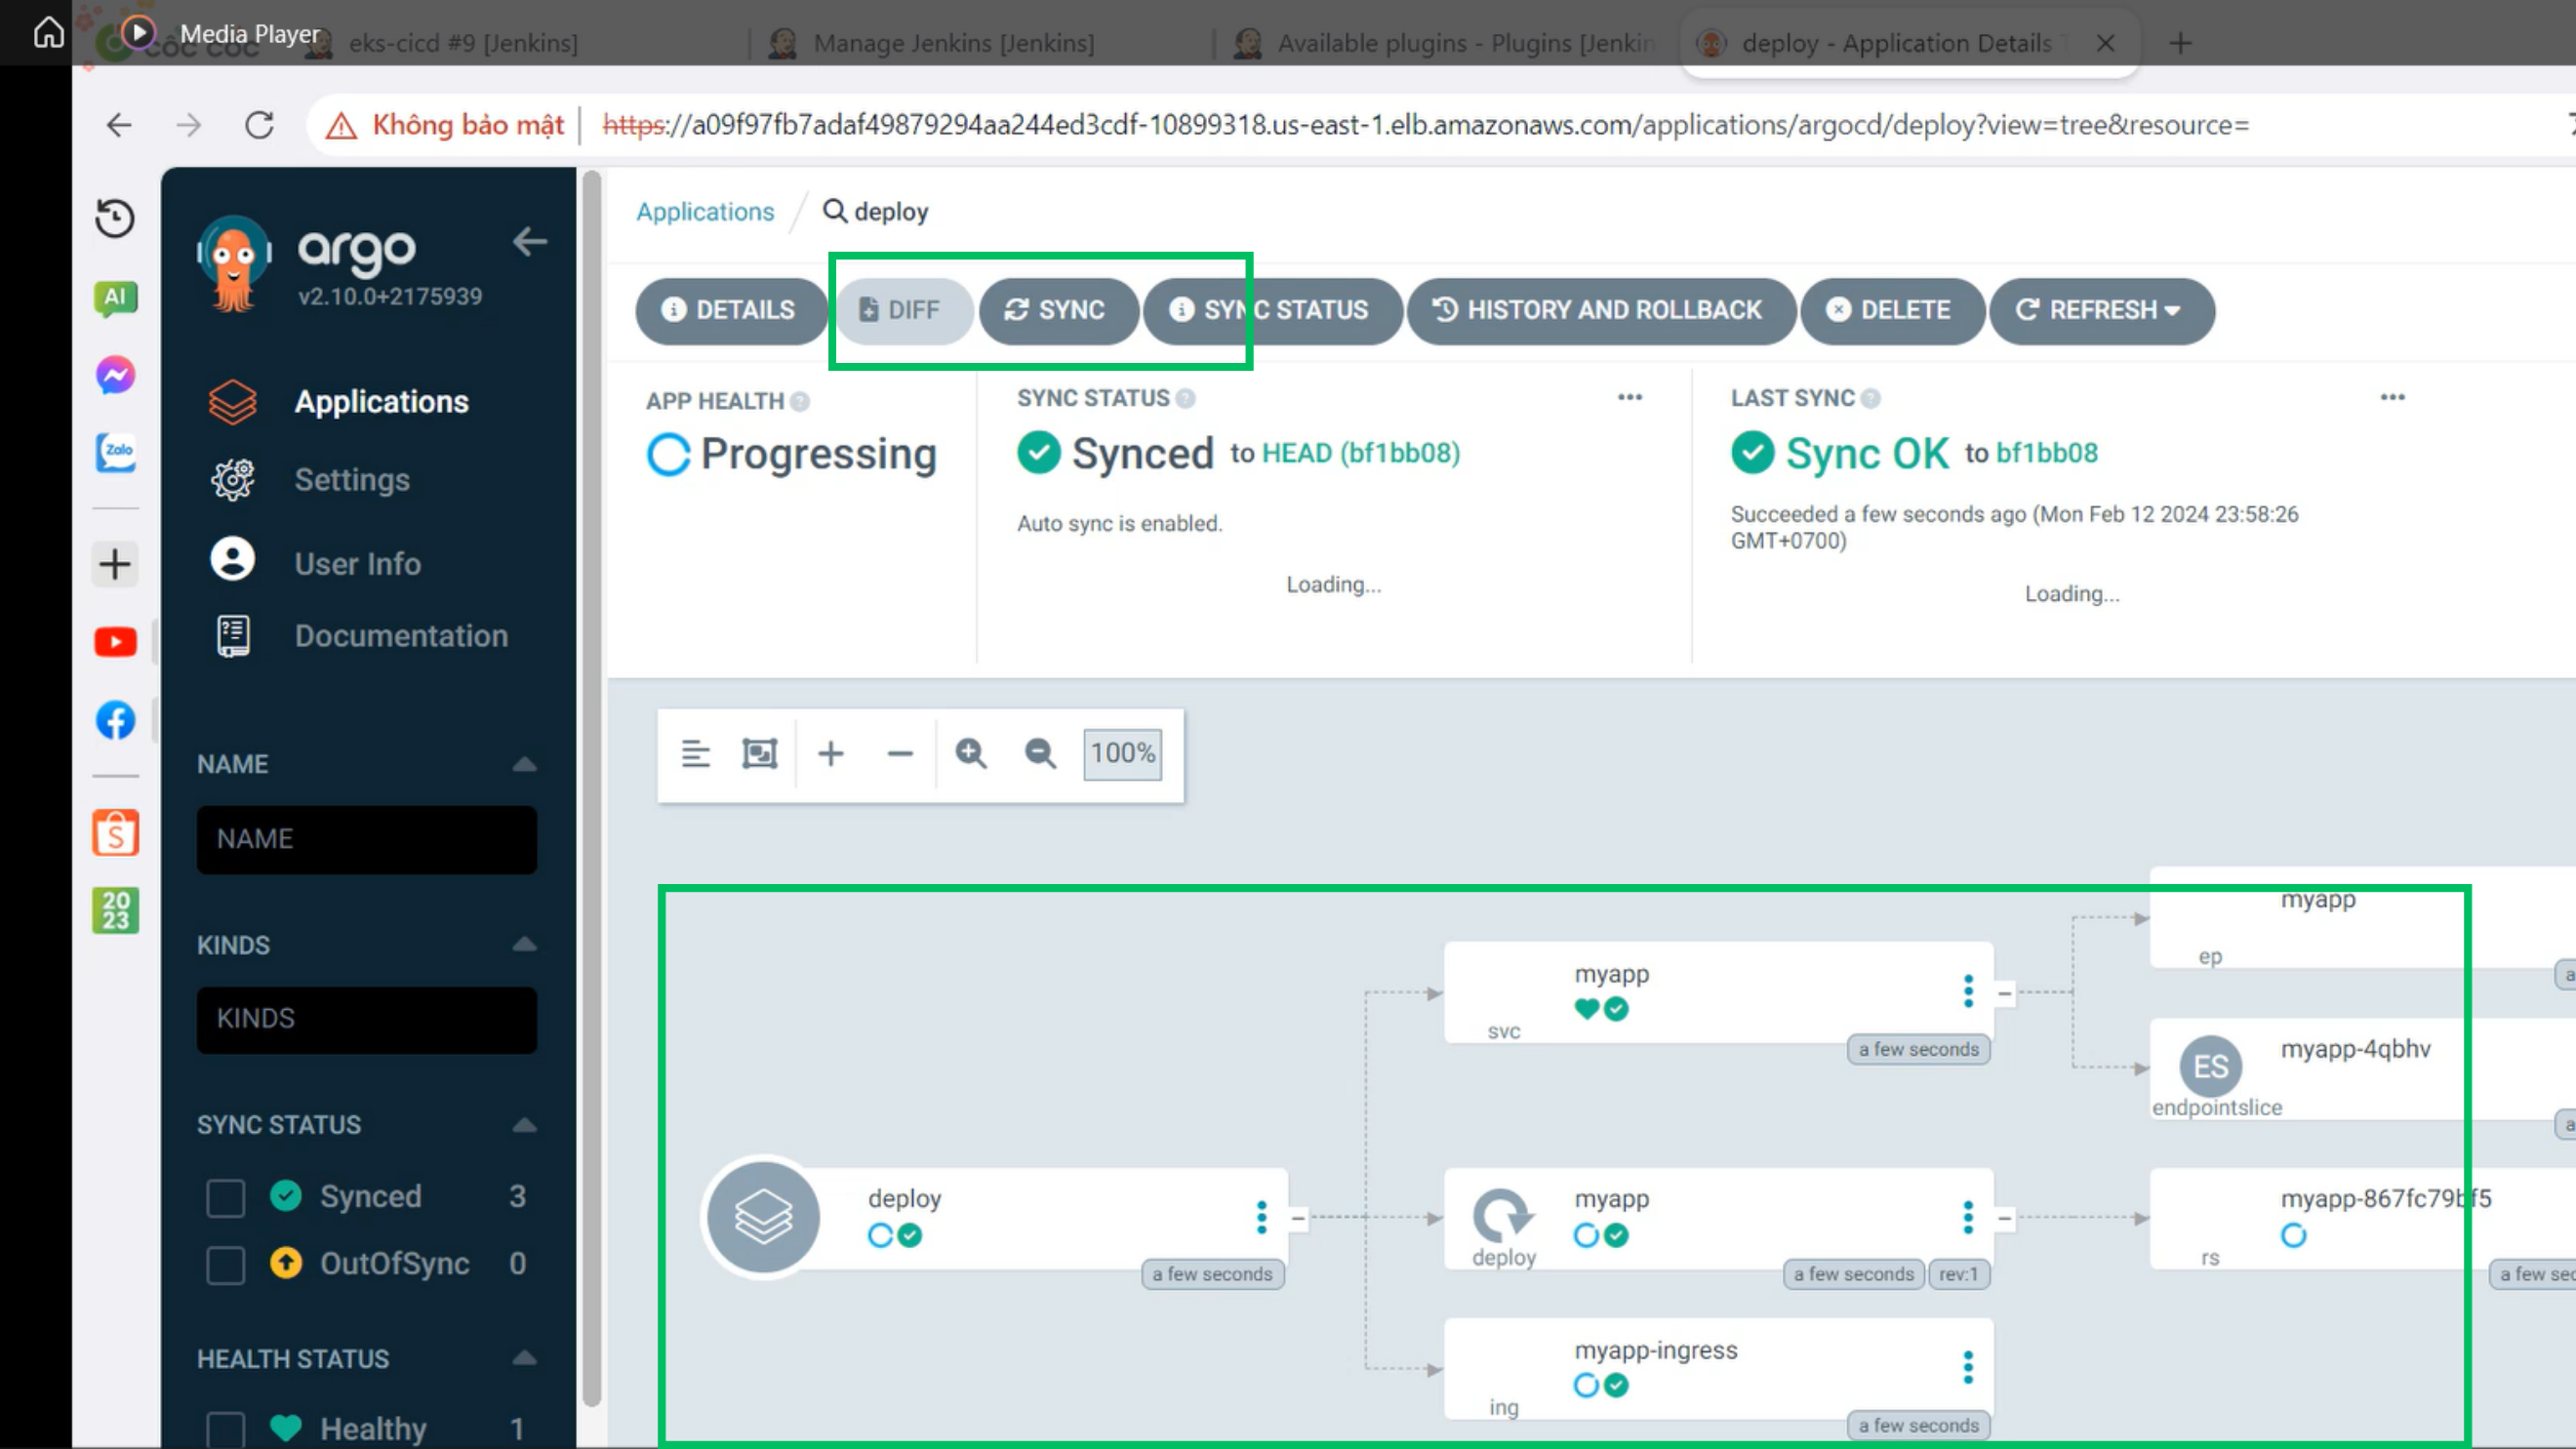 Media Player
cốc cốc
eks-cicd #9 [Jenkins]
Manage Jenkins [Jenkins]
Available plugins - Plugins [Jenkin
deploy - Application Details
Không bảo mật
https://a09f97fb7adaf49879294aa244ed3cdf-10899318.us-east-1.elb.amazonaws.com/applications/argocd/deploy?view=tree&resource=
AI
Zalo
20
23
argo
v2.10.0+2175939
Applications
Settings
User Info
Documentation
NAME
NAME
KINDS
KINDS
SYNC STATUS
Synced 3
OutOfSync 0
HEALTH STATUS
Healthy 1
Applications / deploy
DETAILS
DIFF
SYNC
SYNC STATUS
HISTORY AND ROLLBACK
DELETE
REFRESH
APP HEALTH
Progressing
SYNC STATUS
Synced to HEAD (bf1bb08)
Auto sync is enabled.
Loading...
LAST SYNC
Sync OK to bf1bb08
Succeeded a few seconds ago (Mon Feb 12 2024 23:58:26
GMT+0700)
Loading...
100%
deploy
a few seconds
myapp
svc
a few seconds
myapp
deploy
a few seconds rev:1
myapp-ingress
ing
a few seconds
myapp
ep
a
myapp-4qbhv
ES
endpointslice
a
myapp-867fc79bf5
rs
a few sec